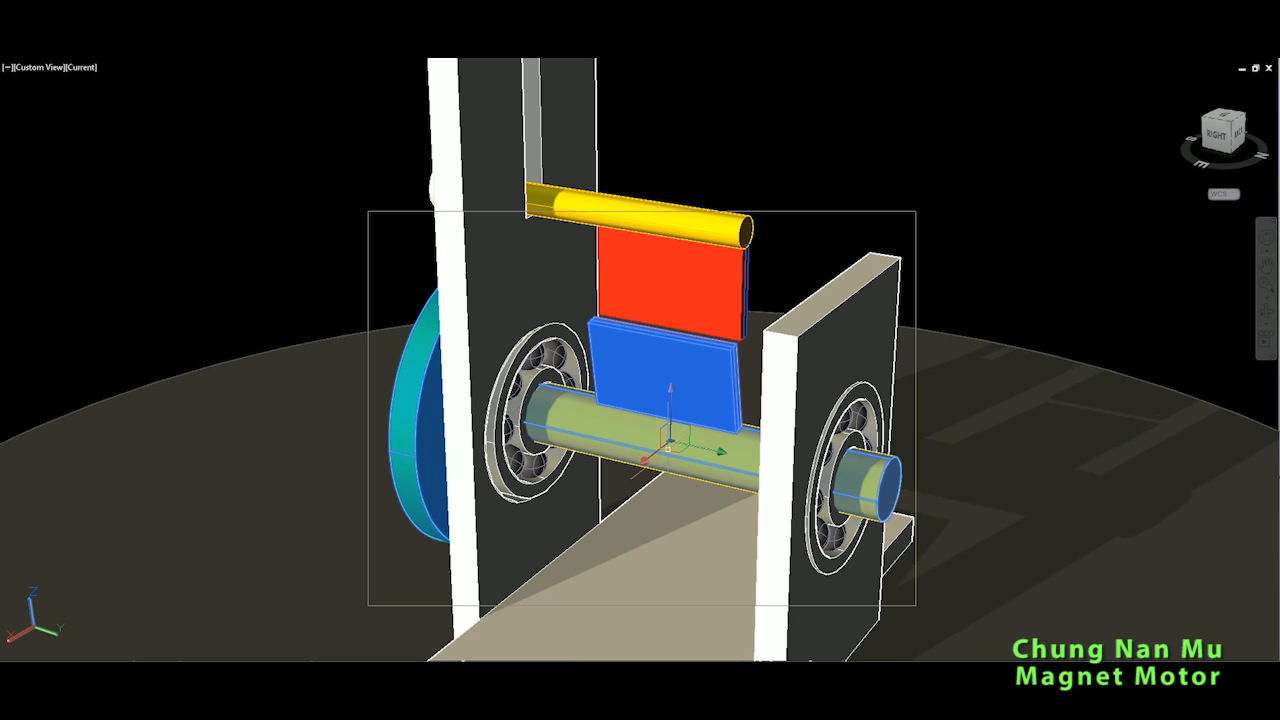 [−][Custom View][Current]
RIGHT
WCS
Z
X
Y
E
N
Chung Nan Mu
Magnet Motor